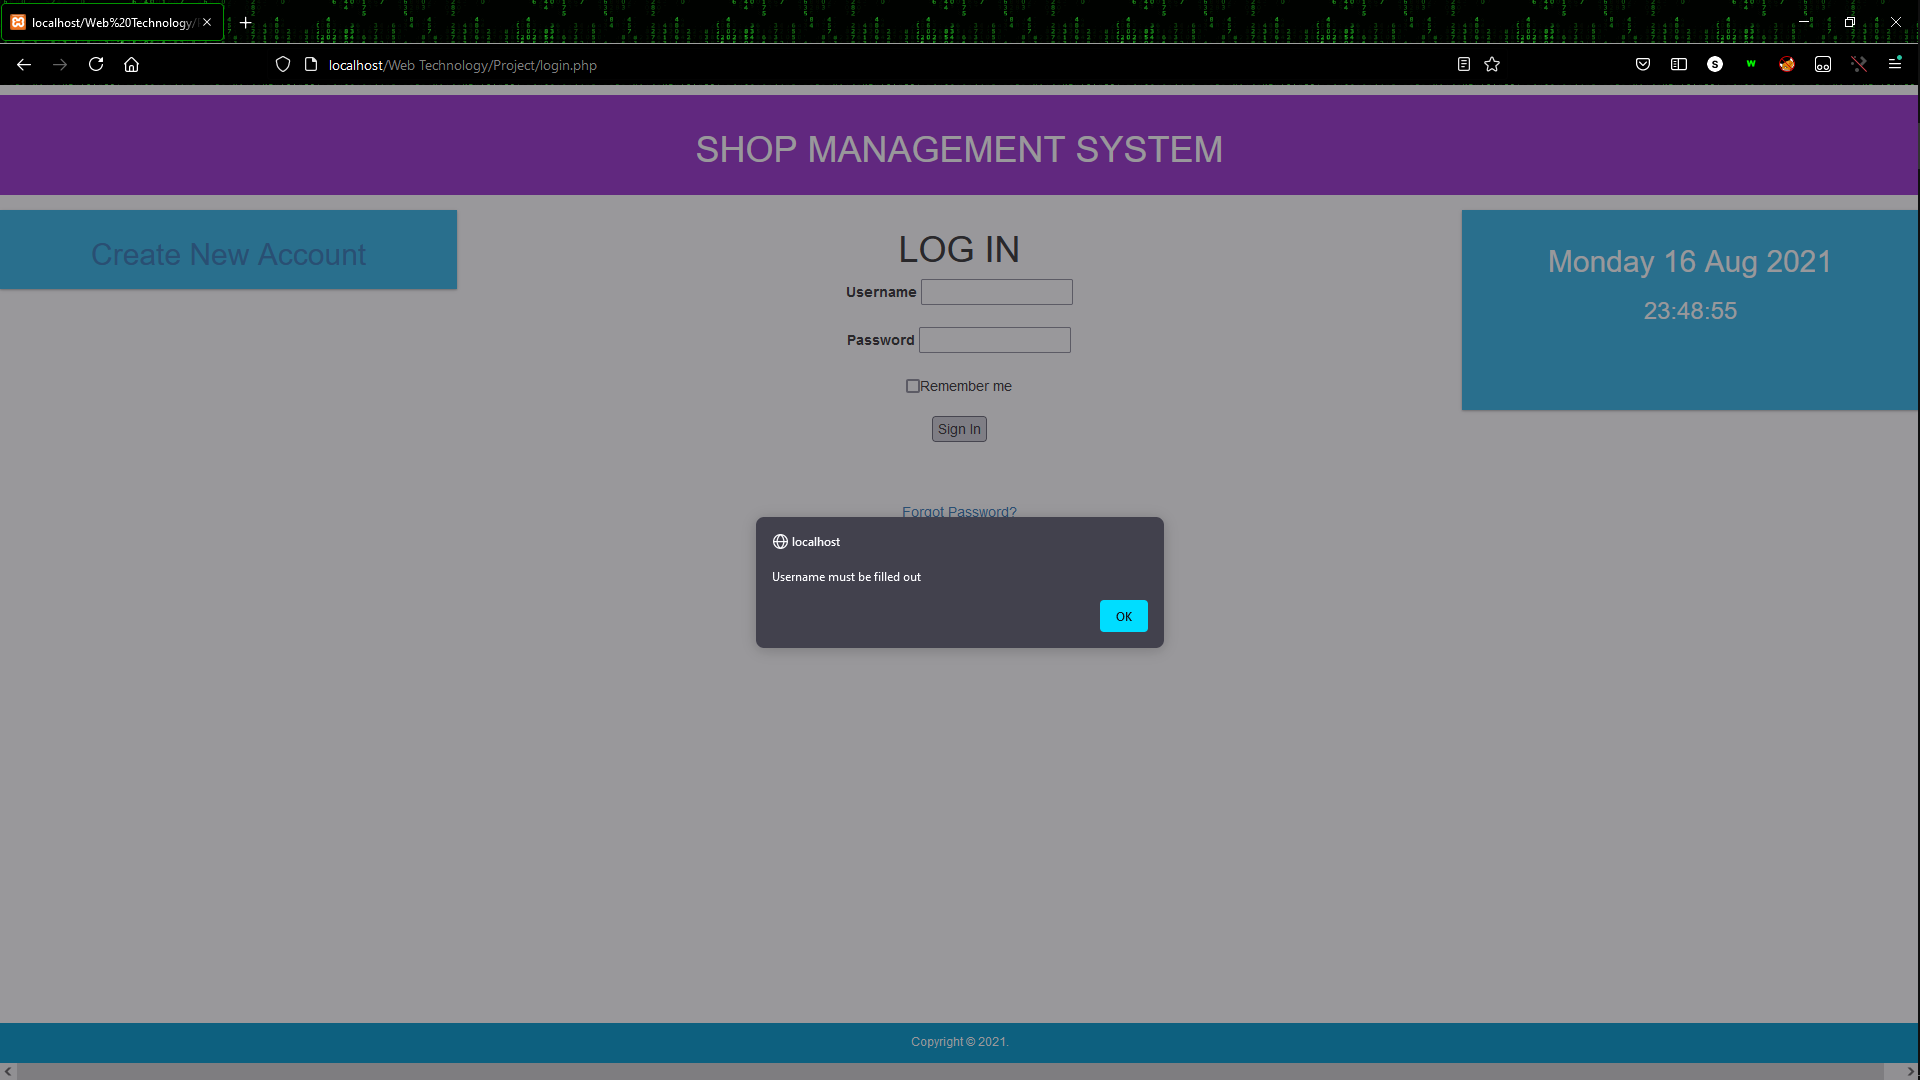 localhost/Web%20Technology/
localhost/Web Technology/Project/login.php
SHOP MANAGEMENT SYSTEM
Create New Account
LOG IN
Username
Password
Remember me
Sign In
Forgot Password?
Monday 16 Aug 2021
23:48:55
localhost
Username must be filled out
OK
Copyright © 2021.